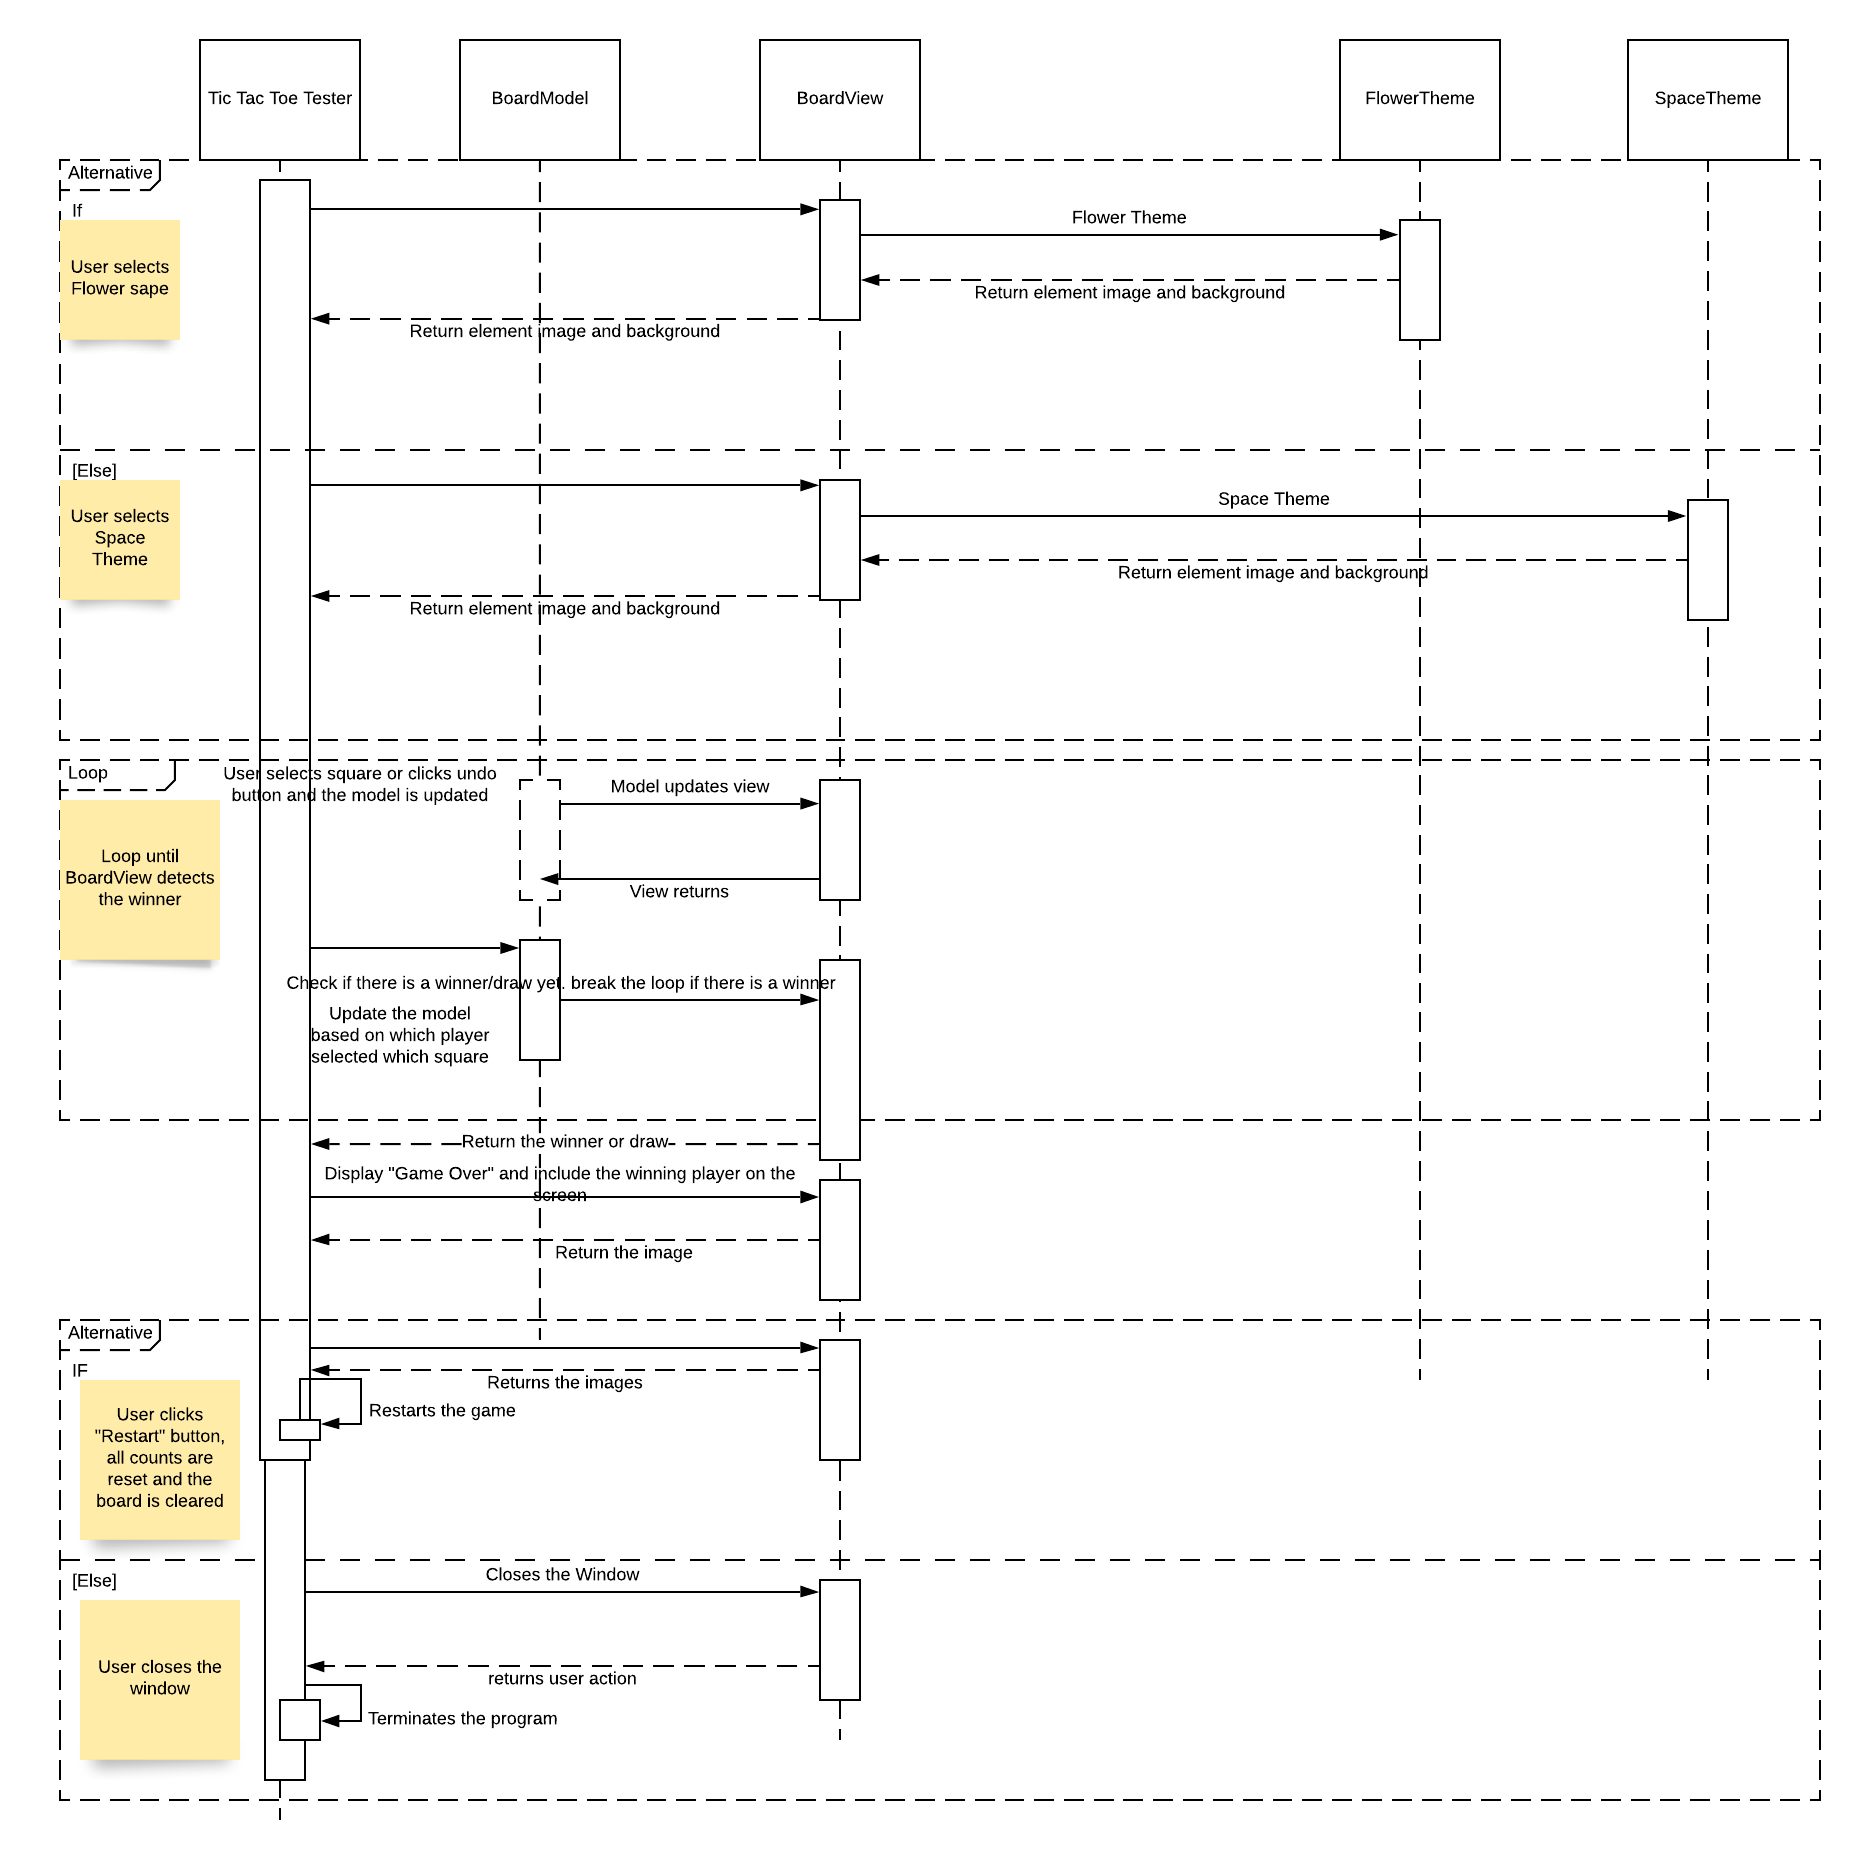 Tic Tac Toe Tester
BoardModel
BoardView
FlowerTheme
SpaceTheme
Alternative
If
User selects
Flower sape
Flower Theme
Return element image and background
Return element image and background
[Else]
User selects
Space
Theme
Space Theme
Return element image and background
Return element image and background
Loop
User selects square or clicks undo
button and the model is updated
Model updates view
Loop until
BoardView detects
the winner
View returns
Check if there is a winner/draw yet. break the loop if there is a winner
Update the model
based on which player
selected which square
Return the winner or draw
Display "Game Over" and include the winning player on the
screen
Return the image
Alternative
IF
Returns the images
Restarts the game
User clicks
"Restart" button,
all counts are
reset and the
board is cleared
[Else]
Closes the Window
User closes the
window
returns user action
Terminates the program